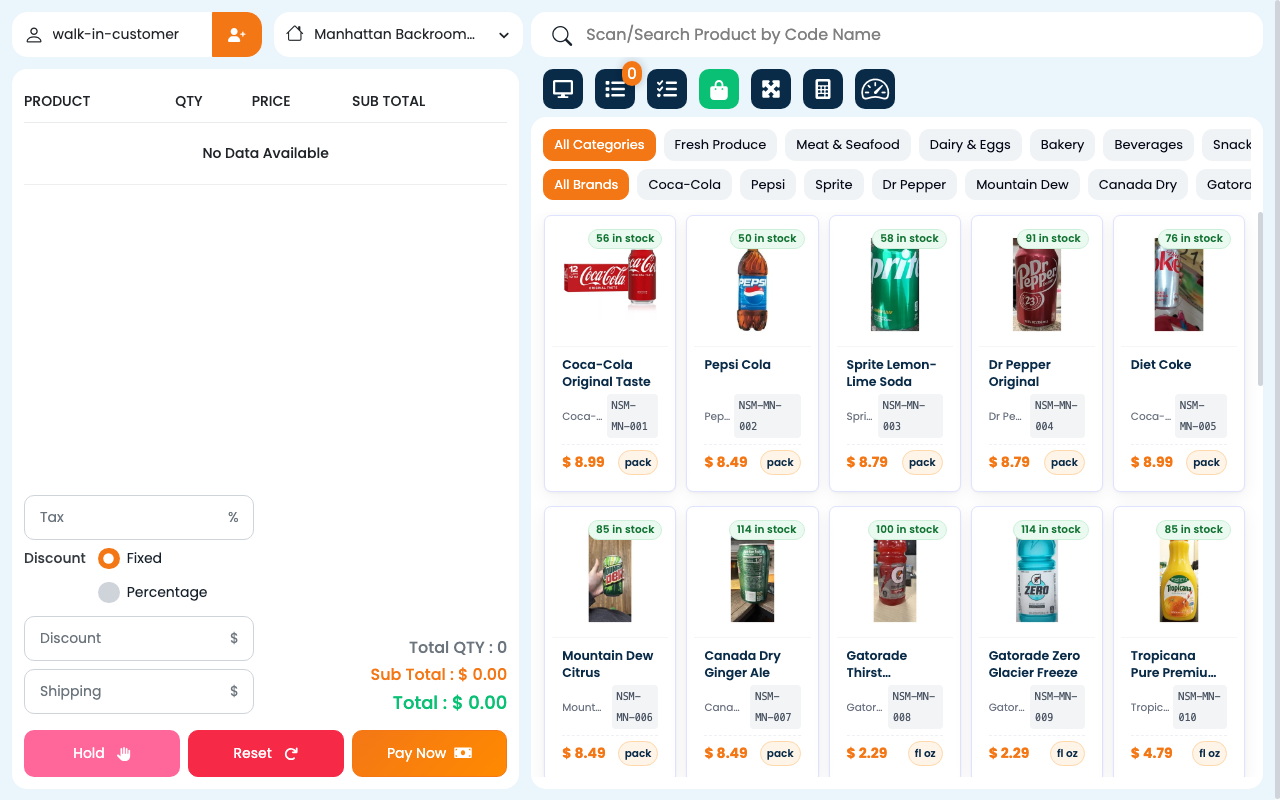 walk-in-customer
Manhattan Backroom...
Scan/Search Product by Code Name
0
PRODUCT QTY PRICE SUB TOTAL
No Data Available
Tax %
Discount Fixed
Percentage
Discount $
Shipping $
Total QTY : 0
Sub Total : $ 0.00
Total : $ 0.00
Hold Reset Pay Now
All Categories Fresh Produce Meat & Seafood Dairy & Eggs Bakery Beverages Snack
All Brands Coca-Cola Pepsi Sprite Dr Pepper Mountain Dew Canada Dry Gatora
56 in stock 50 in stock 58 in stock 91 in stock 76 in stock
Coca-Cola Original Taste
Coca-... NSM-MN-001
$ 8.99 pack
Pepsi Cola
Pep... NSM-MN-002
$ 8.49 pack
Sprite Lemon-Lime Soda
Spri... NSM-MN-003
$ 8.79 pack
Dr Pepper Original
Dr Pe... NSM-MN-004
$ 8.79 pack
Diet Coke
Coca-... NSM-MN-005
$ 8.99 pack
85 in stock 114 in stock 100 in stock 114 in stock 85 in stock
Mountain Dew Citrus
Mount... NSM-MN-006
$ 8.49 pack
Canada Dry Ginger Ale
Cana... NSM-MN-007
$ 8.49 pack
Gatorade Thirst...
Gator... NSM-MN-008
$ 2.29 fl oz
Gatorade Zero Glacier Freeze
Gator... NSM-MN-009
$ 2.29 fl oz
Tropicana Pure Premiu...
Tropic... NSM-MN-010
$ 4.79 fl oz